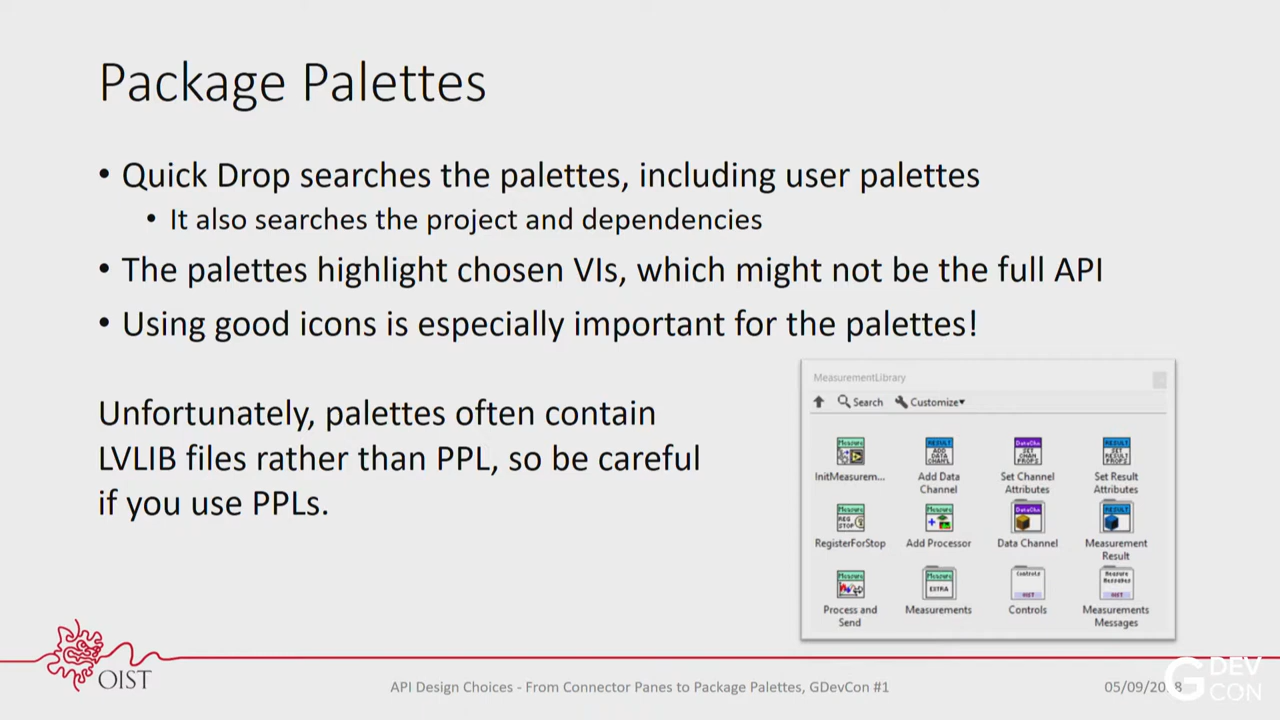 Package Palettes
• Quick Drop searches the palettes, including user palettes
• It also searches the project and dependencies
• The palettes highlight chosen VIs, which might not be the full API
• Using good icons is especially important for the palettes!
Unfortunately, palettes often contain
LVLIB files rather than PPL, so be careful
if you use PPLs.
MeasurementLibrary
Search Customize
InitMeasurem... Add Data Channel Set Channel Attributes Set Result Attributes
RegisterForStop Add Processor Data Channel Measurement Result
Process and Send Measurements Controls Measurements Messages
OIST
API Design Choices - From Connector Panes to Package Palettes, GDevCon #1
05/09/2018
G DEV CON